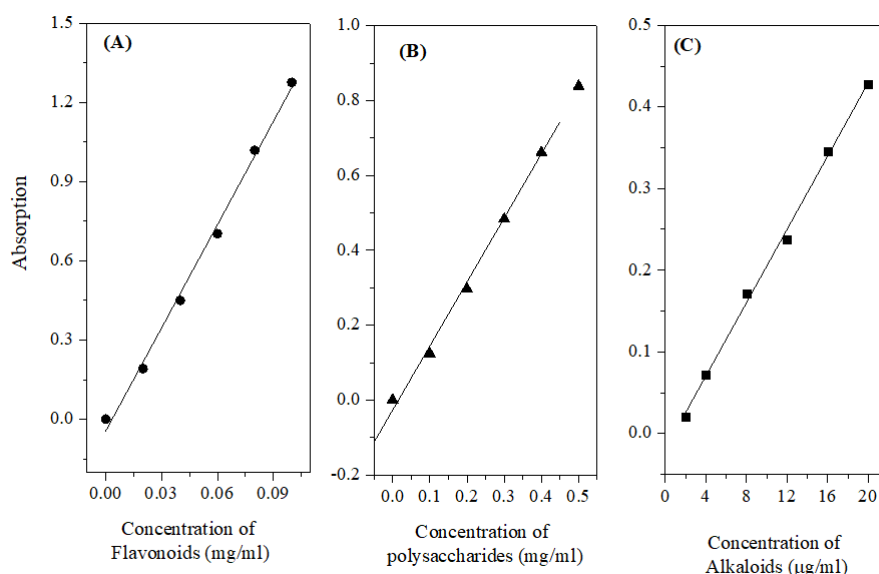 Absorption
(A)
1.5
1.2
0.9
0.6
0.3
0.0
0.00 0.03 0.06 0.09
Concentration of
Flavonoids (mg/ml)
(B)
1.0
0.8
0.6
0.4
0.2
0.0
-0.2
0.0 0.1 0.2 0.3 0.4 0.5
Concentration of
polysaccharides (mg/ml)
(C)
0.5
0.4
0.3
0.2
0.1
0.0
4 8 12 16 20
Concentration of
Alkaloids (μg/ml)